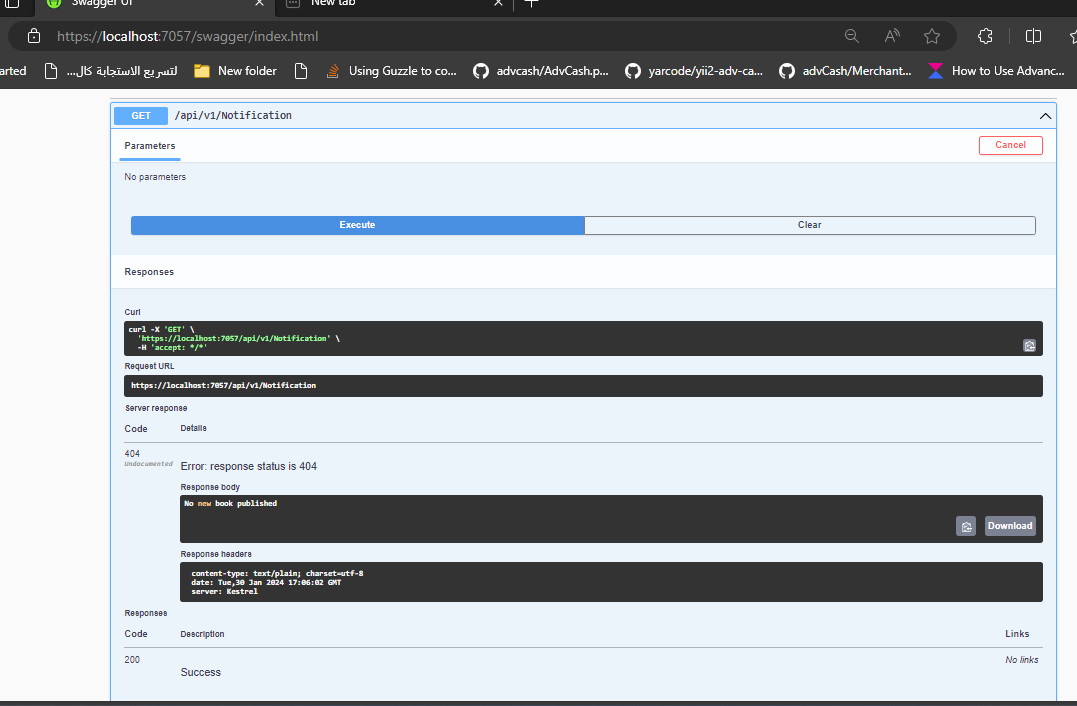 Swagger UI
New tab
https://localhost:7057/swagger/index.html
arted
لتسريع الاستجابة كال...
New folder
Using Guzzle to co...
advcash/AdvCash.p...
yarcode/yii2-adv-ca...
advCash/Merchant...
How to Use Advanc...
GET /api/v1/Notification
Parameters
Cancel
No parameters
Execute
Clear
Responses
Curl
curl -X 'GET' \
'https://localhost:7057/api/v1/Notification' \
-H 'accept: */*'
Request URL
https://localhost:7057/api/v1/Notification
Server response
Code Details
404
Undocumented
Error: response status is 404
Response body
No new book published
Download
Response headers
content-type: text/plain; charset=utf-8
date: Tue,30 Jan 2024 17:06:02 GMT
server: Kestrel
Responses
Code Description Links
200 No links
Success